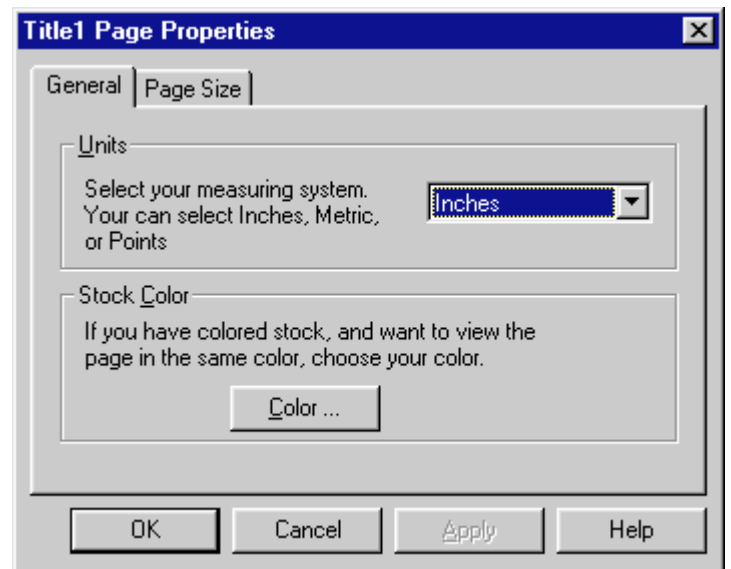 Title1 Page Properties
General
Page Size
Units
Select your measuring system.
Your can select Inches, Metric,
or Points
Inches
Stock Color
If you have colored stock, and want to view the
page in the same color, choose your color.
Color ...
OK
Cancel
Apply
Help